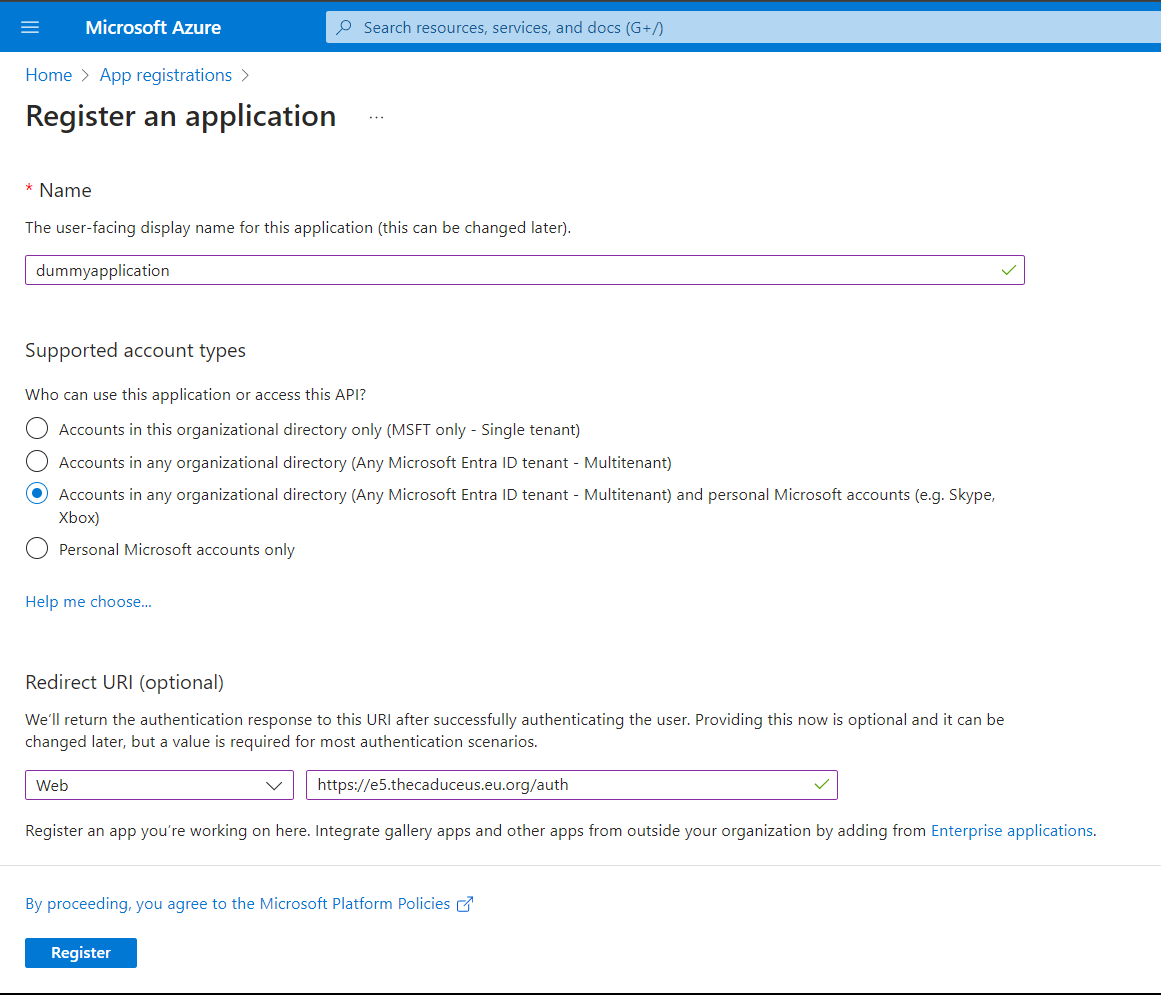 Microsoft Azure
Search resources, services, and docs (G+/)
Home > App registrations >
Register an application ...
* Name
The user-facing display name for this application (this can be changed later).
dummyapplication
Supported account types
Who can use this application or access this API?
Accounts in this organizational directory only (MSFT only - Single tenant)
Accounts in any organizational directory (Any Microsoft Entra ID tenant - Multitenant)
Accounts in any organizational directory (Any Microsoft Entra ID tenant - Multitenant) and personal Microsoft accounts (e.g. Skype,
Xbox)
Personal Microsoft accounts only
Help me choose...
Redirect URI (optional)
We'll return the authentication response to this URI after successfully authenticating the user. Providing this now is optional and it can be
changed later, but a value is required for most authentication scenarios.
Web
https://e5.thecaduceus.eu.org/auth
Register an app you're working on here. Integrate gallery apps and other apps from outside your organization by adding from Enterprise applications.
By proceeding, you agree to the Microsoft Platform Policies
Register